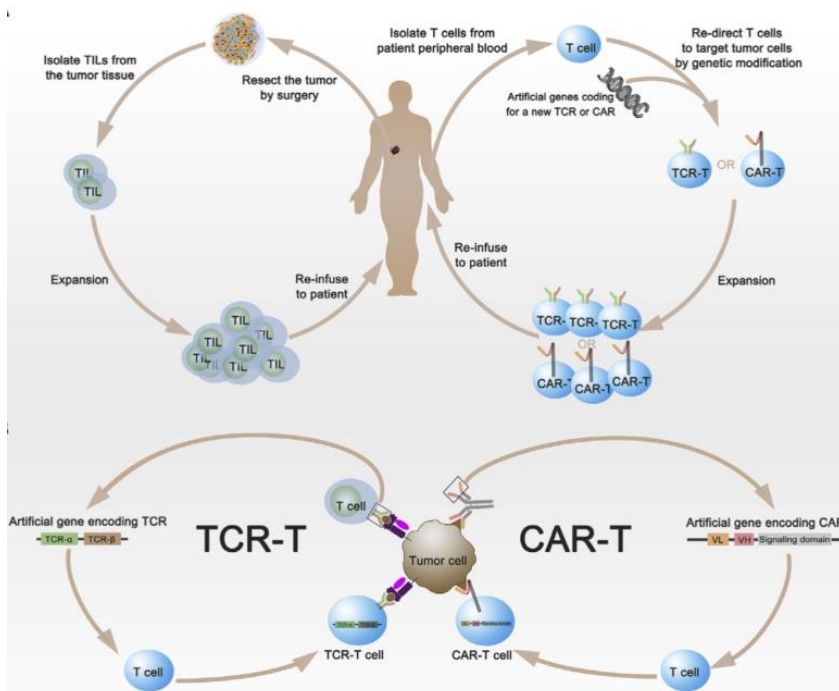 Isolate TILs from
the tumor tissue
Resect the tumor
by surgery
Isolate T cells from
patient peripheral blood
T cell
Re-direct T cells
to target tumor cells
by genetic modification
Artificial genes coding
for a new TCR or CAR
TIL
TIL
TCR-T
OR
CAR-T
Expansion
Re-infuse
to patient
Re-infuse
to patient
Expansion
TIL
TIL
TIL
TIL
TIL
TIL
TIL
TCR-
TCR-
TCR-T
OR
CAR-T
CAR-T
CAR-T
T cell
Artificial gene encoding TCR
TCR-α
TCR-β
TCR-T
Tumor cell
CAR-T
Artificial gene encoding CAR
VL
VH
Signaling domain
T cell
TCR-T cell
CAR-T cell
T cell